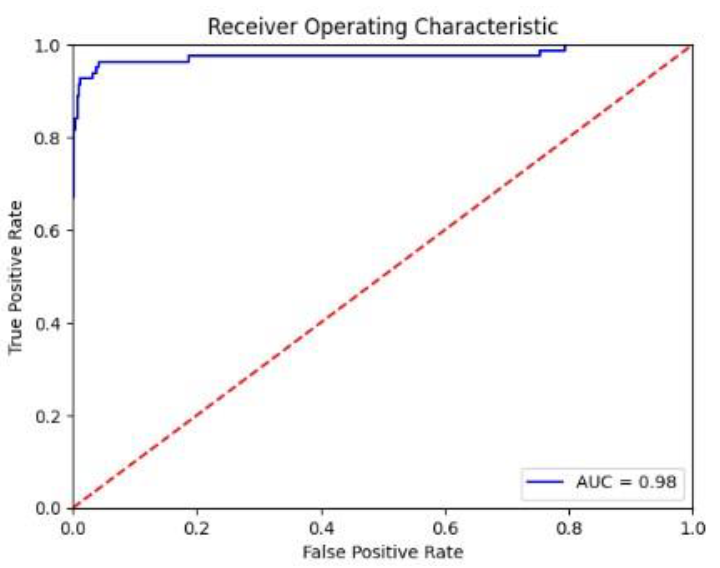 Receiver Operating Characteristic
1.0
0.8
0.6
0.4
0.2
0.0
True Positive Rate
AUC = 0.98
0.0 0.2 0.4 0.6 0.8 1.0
False Positive Rate